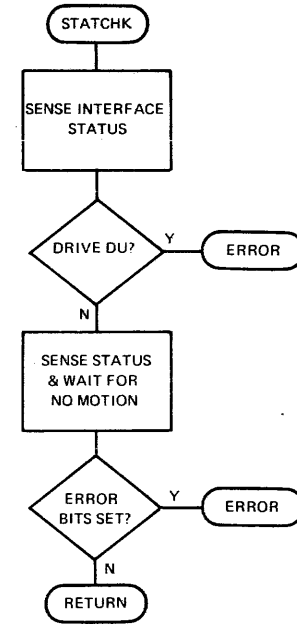 STATCHK
SENSE INTERFACE
STATUS
DRIVE DU?
Y
ERROR
N
SENSE STATUS
& WAIT FOR
NO MOTION
ERROR
BITS SET?
Y
ERROR
N
RETURN